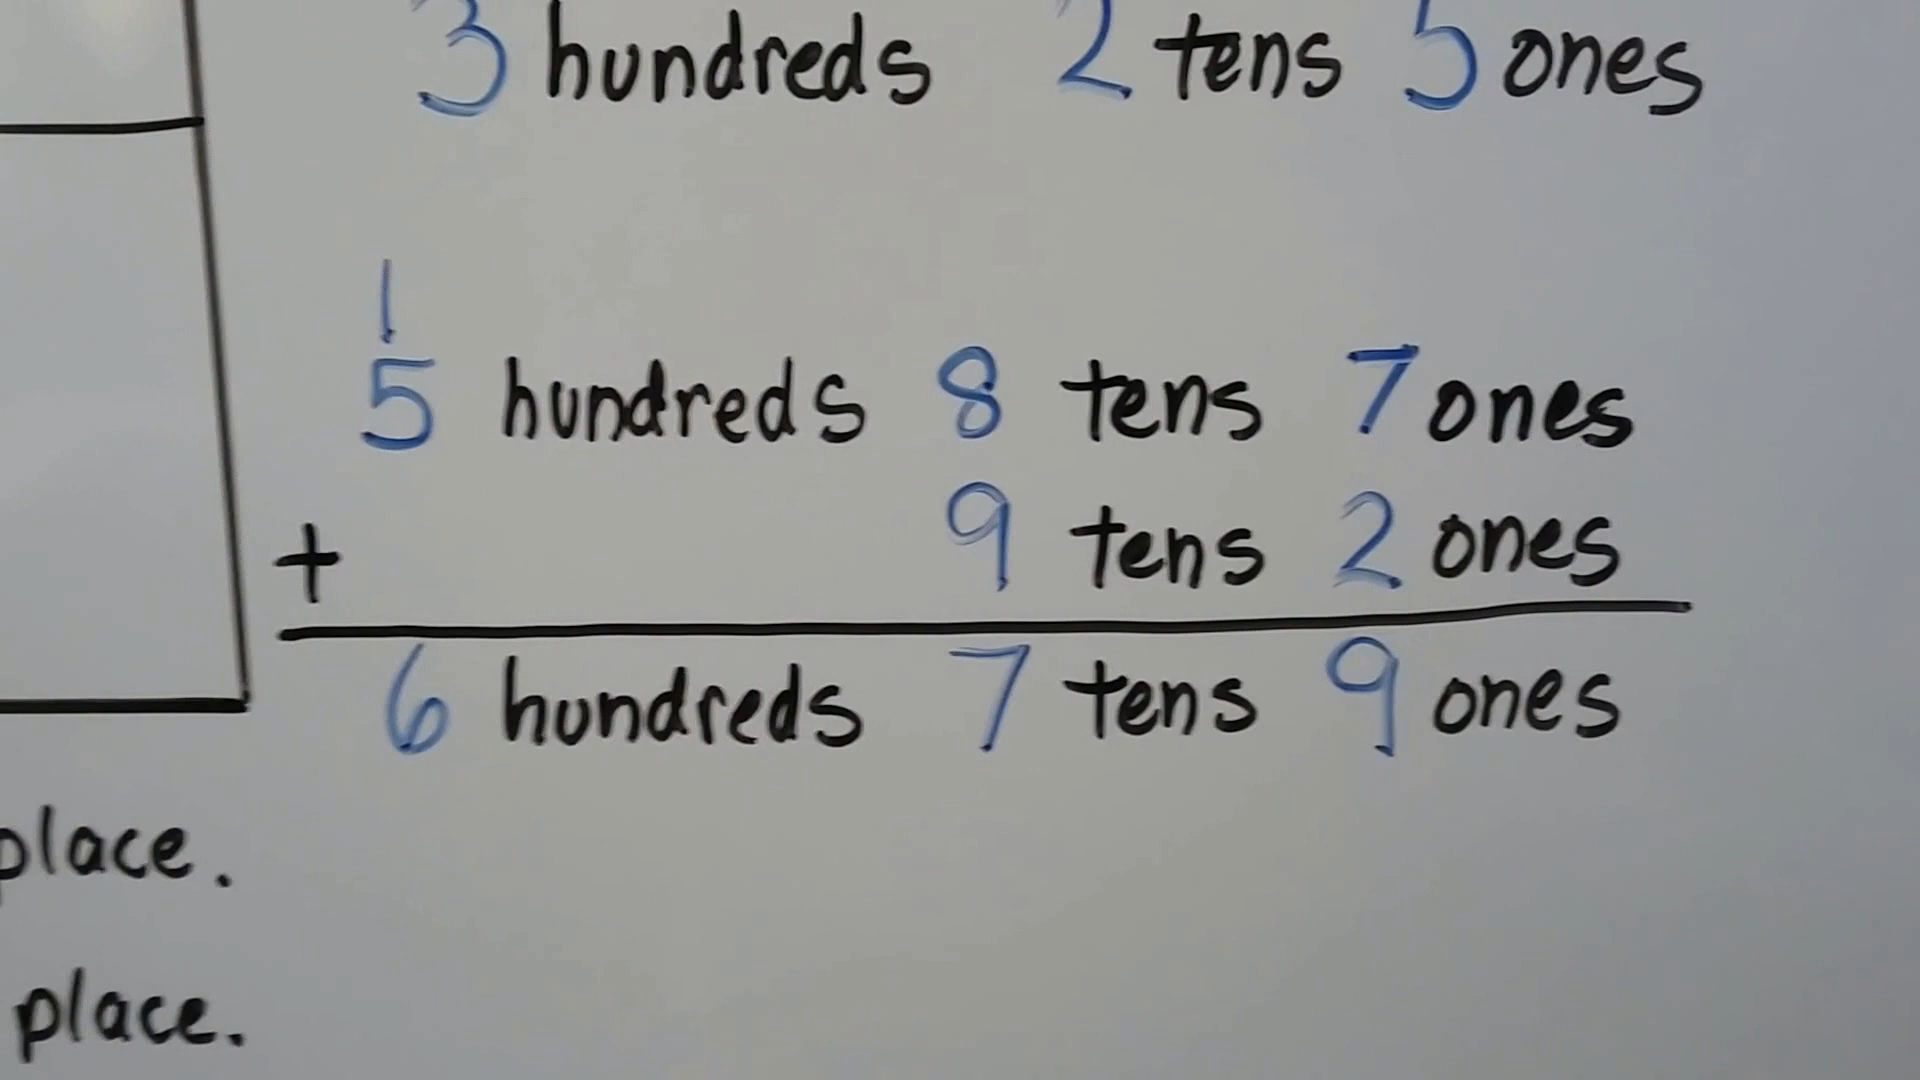 3 hundreds 2 tens 5 ones
1
5 hundreds 8 tens 7 ones
+ 9 tens 2 ones
6 hundreds 7 tens 9 ones
place.
place.